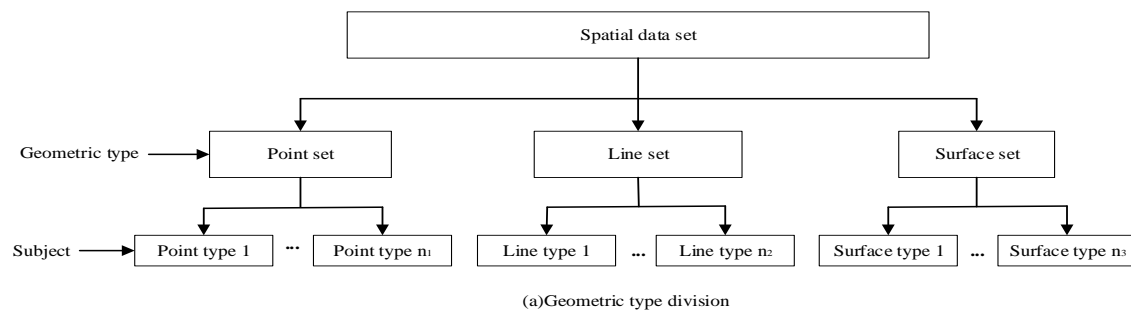 Spatial data set
Geometric type
Point set
Line set
Surface set
Subject
Point type 1
...
Point type n1
Line type 1
...
Line type n2
Surface type 1
...
Surface type n3
(a)Geometric type division